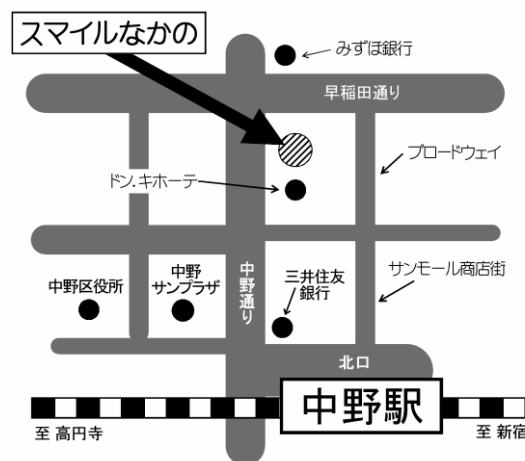 スマイルなかの
みずほ銀行
早稲田通り
ブロードウェイ
ドン.キホーテ
中野区役所
中野
サンプラザ
中野通り
三井住友
銀行
サンモール商店街
北口
中野駅
至 高円寺
至 新宿